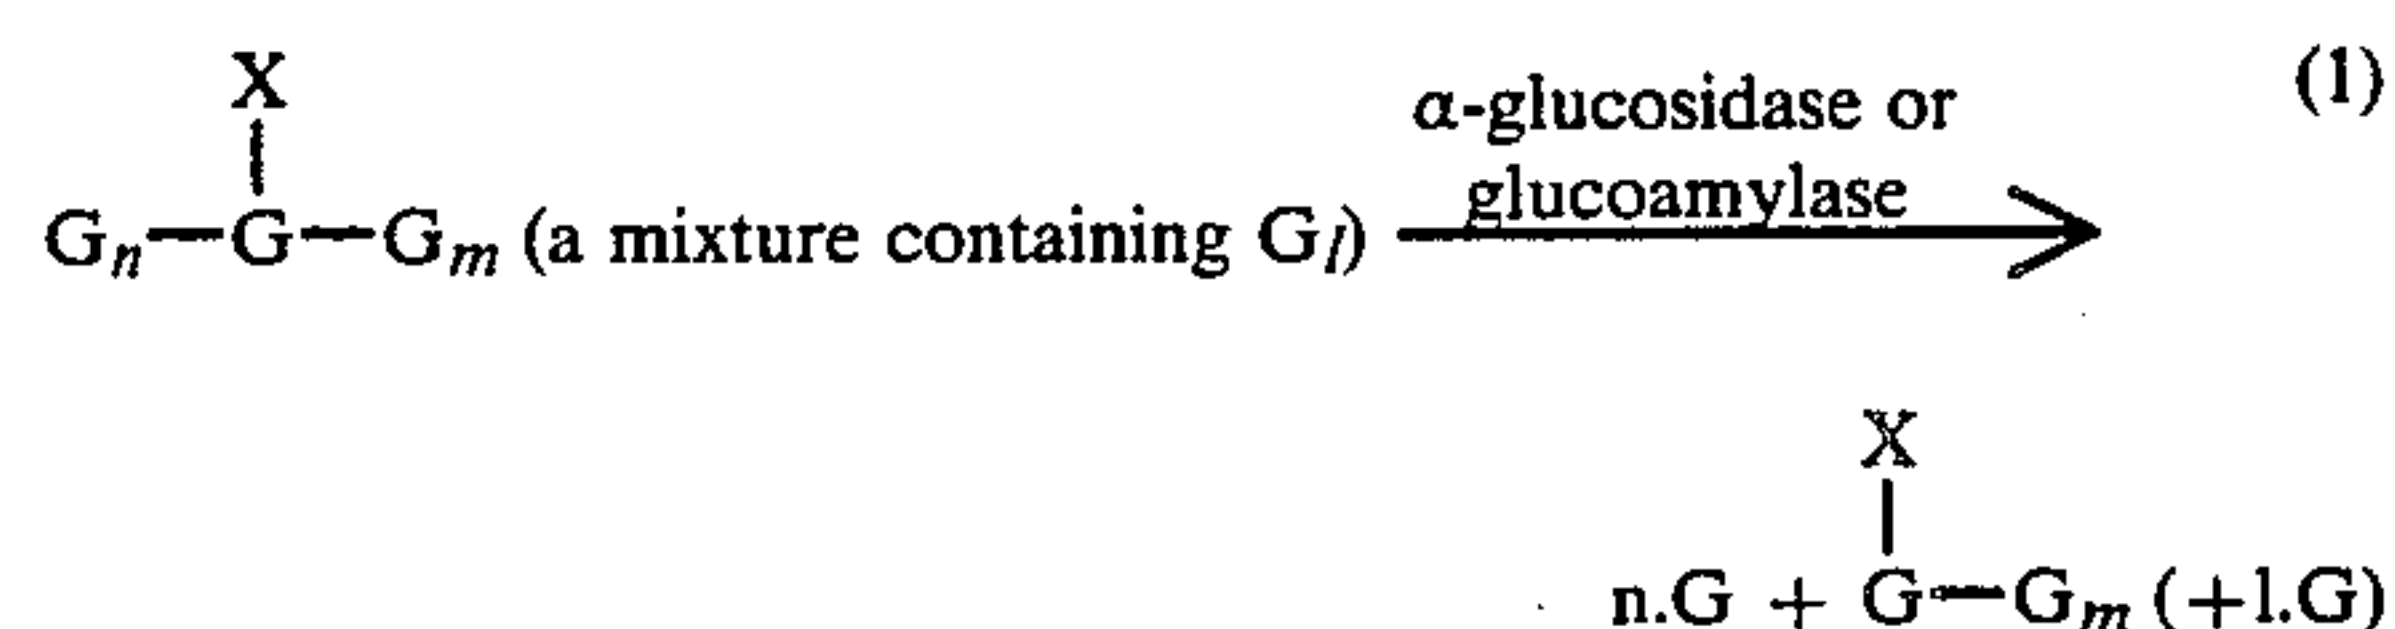 X
α-glucosidase or (1)
glucoamylase
Gn—G—Gm (a mixture containing Gl)
X
n.G + G—Gm (+l.G)